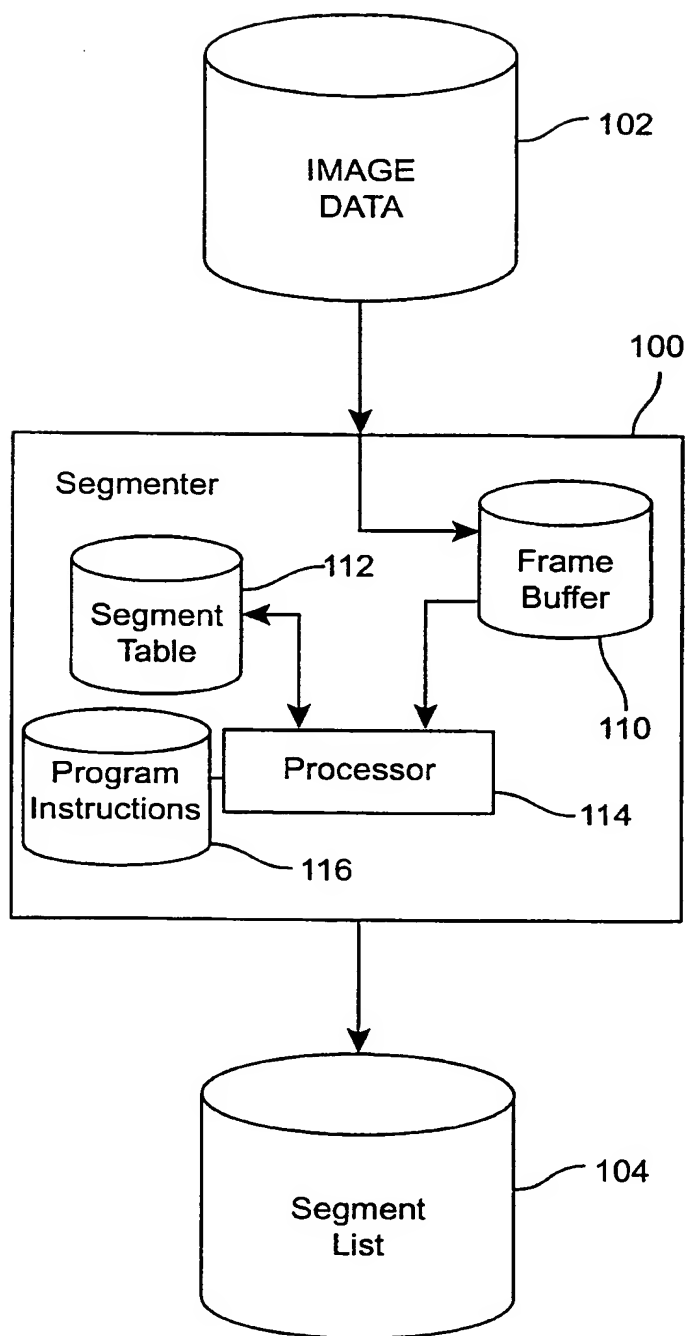 IMAGE
DATA
102
100
Segmenter
112
Segment
Table
Frame
Buffer
110
Program
Instructions
Processor
114
116
Segment
List
104